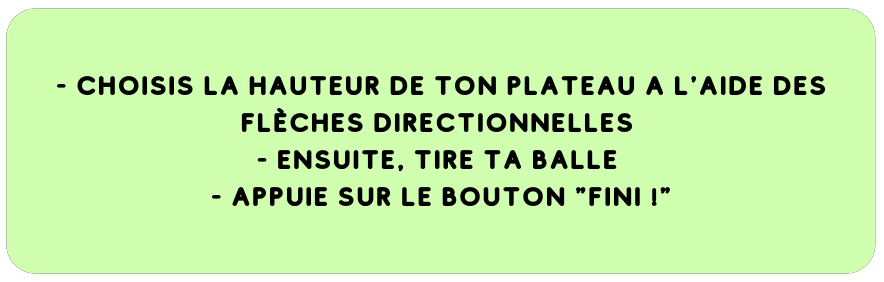 - CHOISIS LA HAUTEUR DE TON PLATEAU A L'AIDE DES
FLÈCHES DIRECTIONNELLES
- ENSUITE, TIRE TA BALLE
- APPUIE SUR LE BOUTON "FINI !"